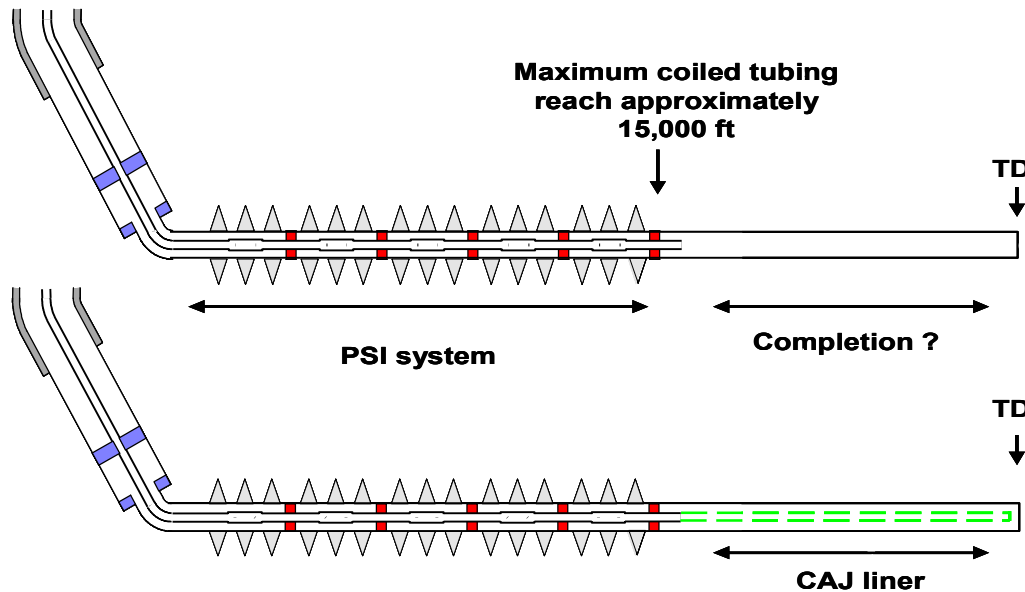 Maximum coiled tubing
reach approximately
15,000 ft
TD
PSI system
Completion ?
TD
CAJ liner